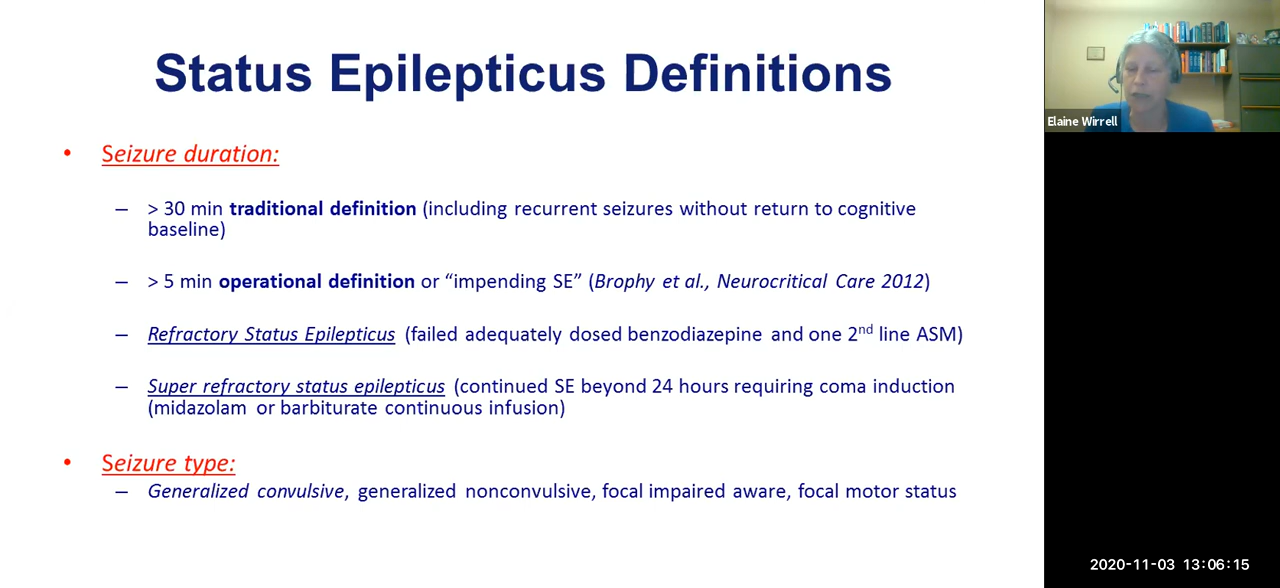 Status Epilepticus Definitions
• Seizure duration:
– > 30 min traditional definition (including recurrent seizures without return to cognitive
baseline)
– > 5 min operational definition or “impending SE” (Brophy et al., Neurocritical Care 2012)
– Refractory Status Epilepticus (failed adequately dosed benzodiazepine and one 2nd line ASM)
– Super refractory status epilepticus (continued SE beyond 24 hours requiring coma induction
(midazolam or barbiturate continuous infusion)
• Seizure type:
– Generalized convulsive, generalized nonconvulsive, focal impaired aware, focal motor status
Elaine Wirrell
2020-11-03 13:06:15